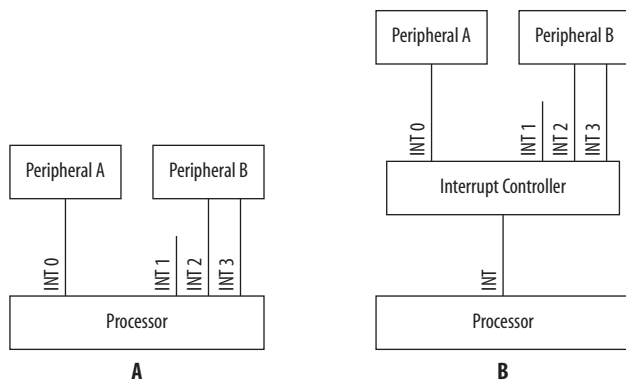 Peripheral A
Peripheral B
INT 0
INT 1
INT 2
INT 3
Processor
A
Peripheral A
Peripheral B
INT 0
INT 1
INT 2
INT 3
Interrupt Controller
INT
Processor
B